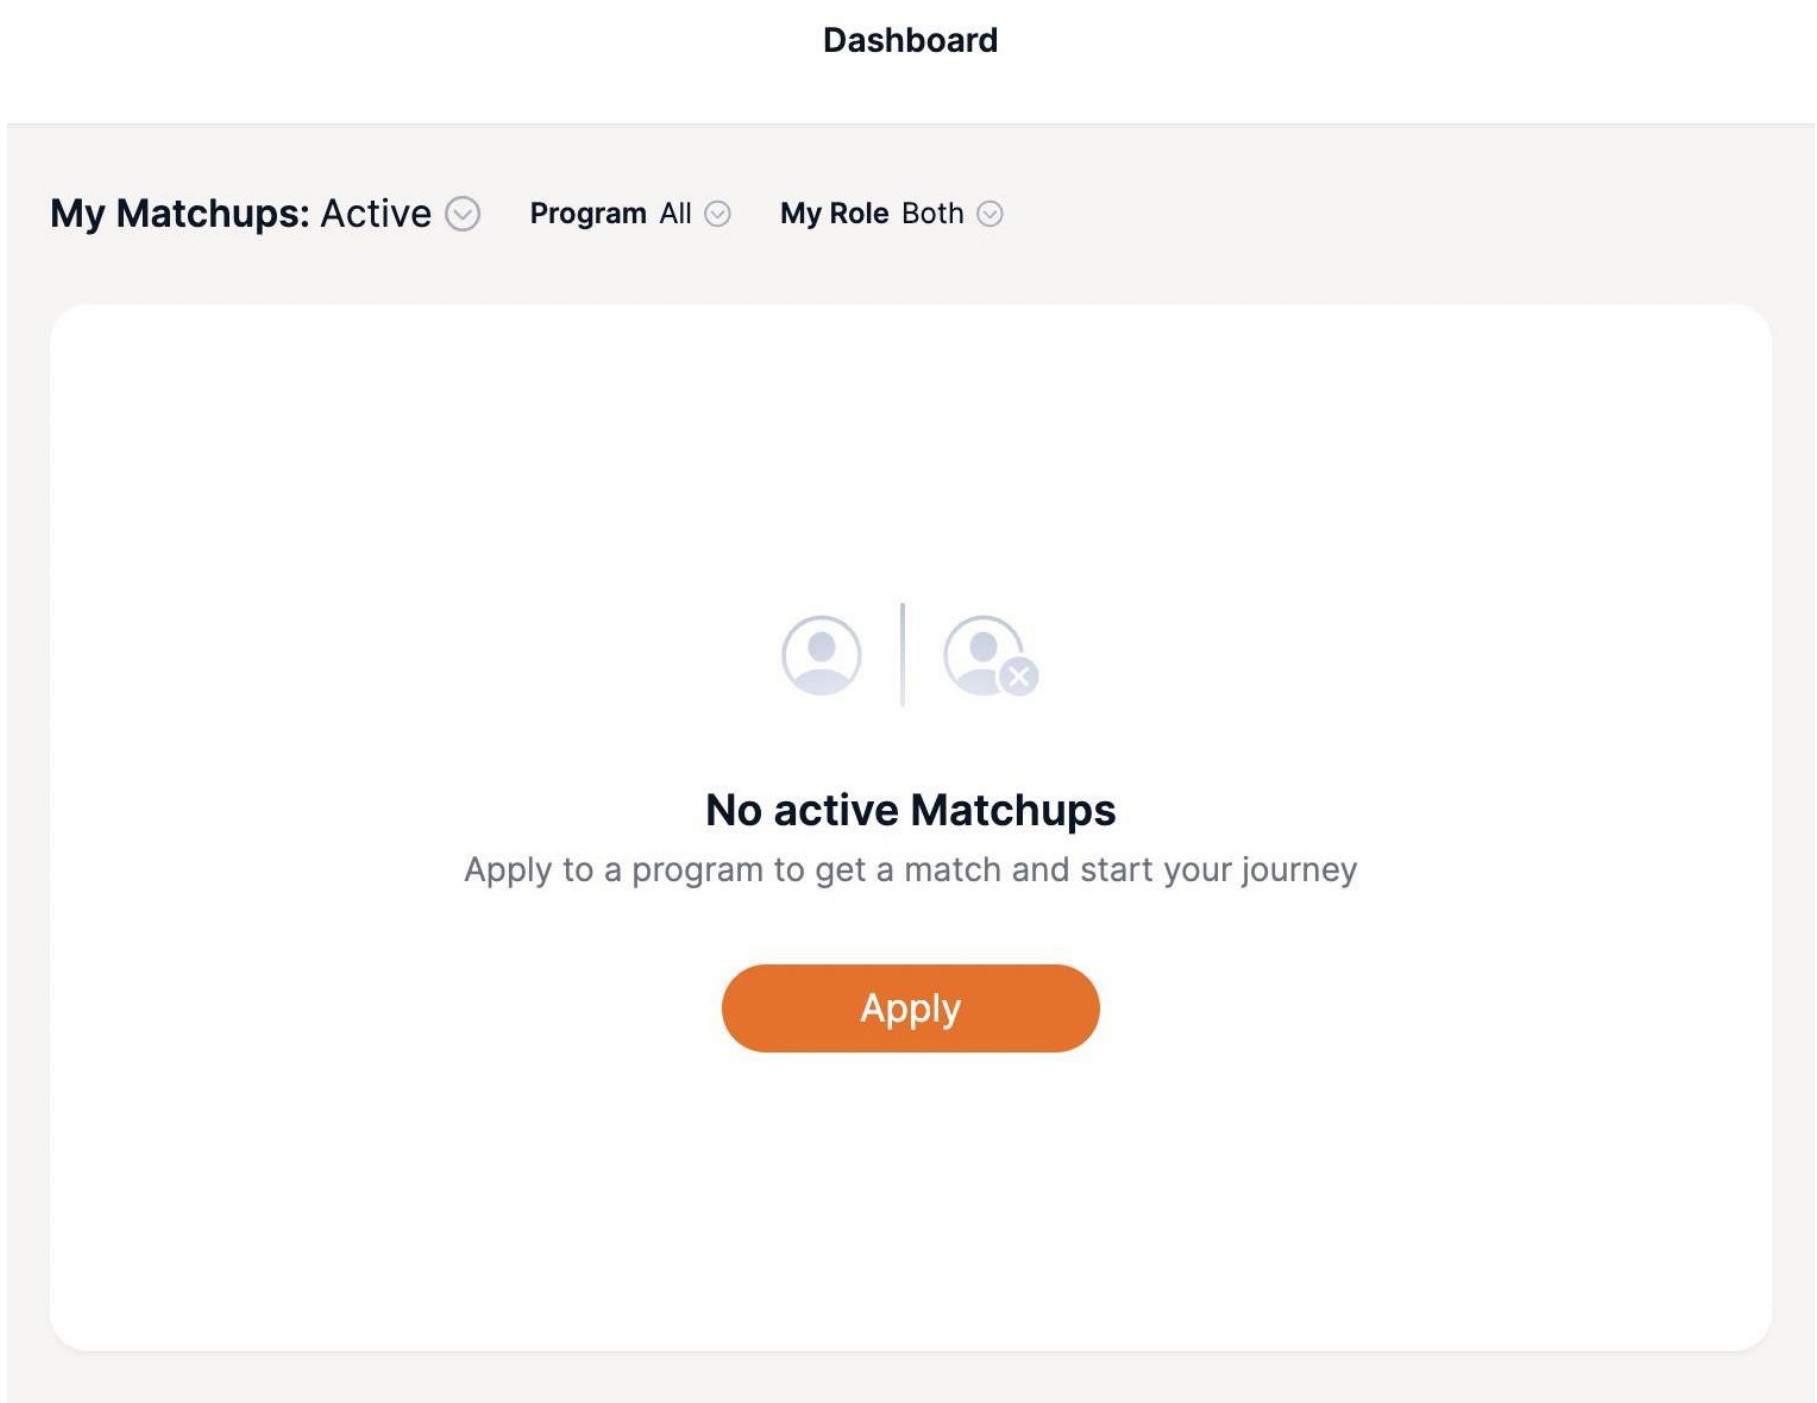 Dashboard
My Matchups: Active Program All My Role Both
No active Matchups
Apply to a program to get a match and start your journey
Apply